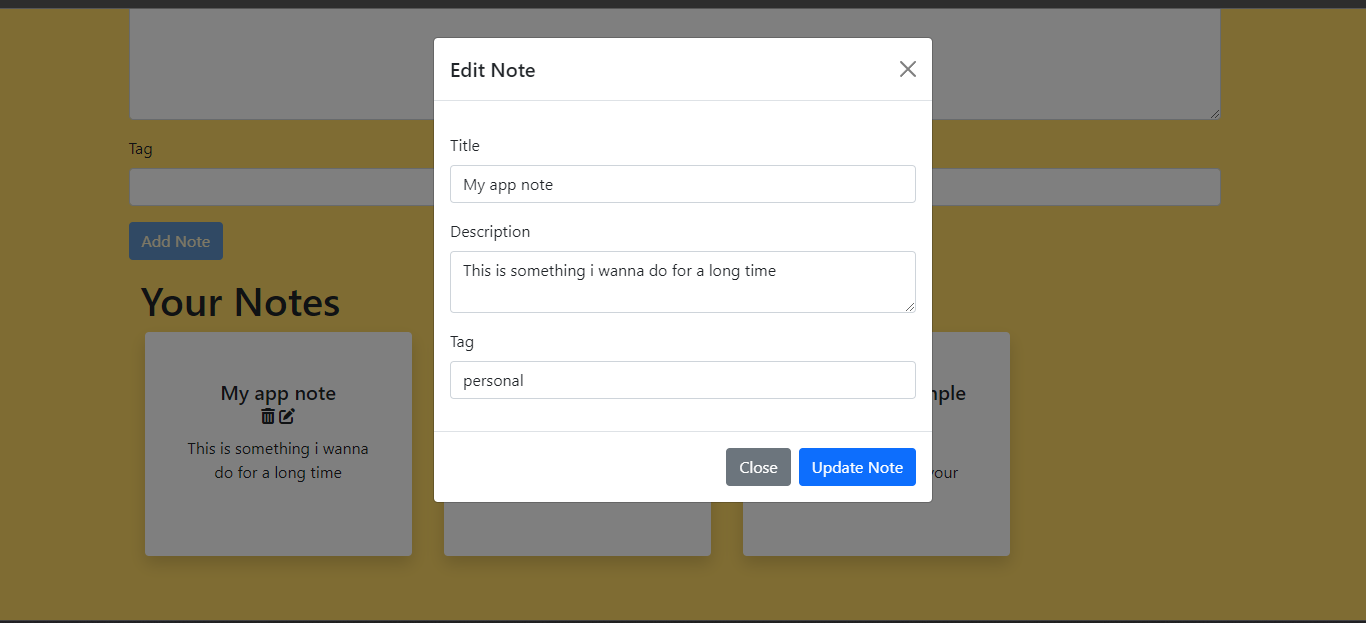 Edit Note
Title
My app note
Description
This is something i wanna do for a long time
Tag
personal
Close
Update Note
Tag
Add Note
Your Notes
My app note
This is something i wanna
do for a long time
your